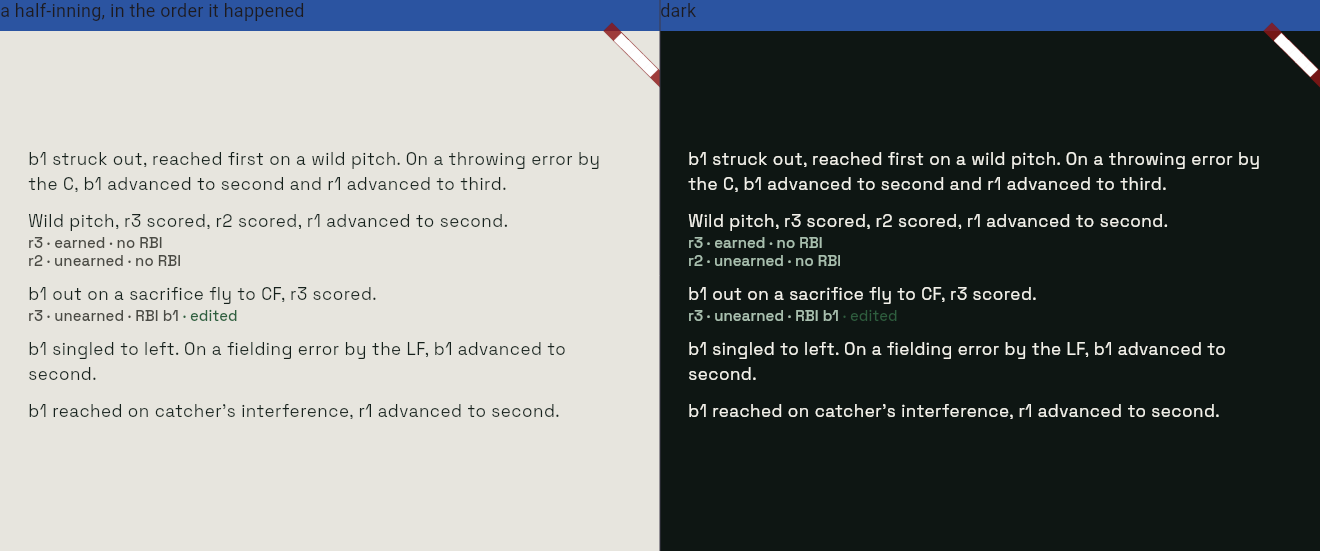 a half-inning, in the order it happened
b1 struck out, reached first on a wild pitch. On a throwing error by
the C, b1 advanced to second and r1 advanced to third.
Wild pitch, r3 scored, r2 scored, r1 advanced to second.
r3 · earned · no RBI
r2 · unearned · no RBI
b1 out on a sacrifice fly to CF, r3 scored.
r3 · unearned · RBI b1 · edited
b1 singled to left. On a fielding error by the LF, b1 advanced to
second.
b1 reached on catcher’s interference, r1 advanced to second.
dark
b1 struck out, reached first on a wild pitch. On a throwing error by
the C, b1 advanced to second and r1 advanced to third.
Wild pitch, r3 scored, r2 scored, r1 advanced to second.
r3 · earned · no RBI
r2 · unearned · no RBI
b1 out on a sacrifice fly to CF, r3 scored.
r3 · unearned · RBI b1 · edited
b1 singled to left. On a fielding error by the LF, b1 advanced to
second.
b1 reached on catcher’s interference, r1 advanced to second.